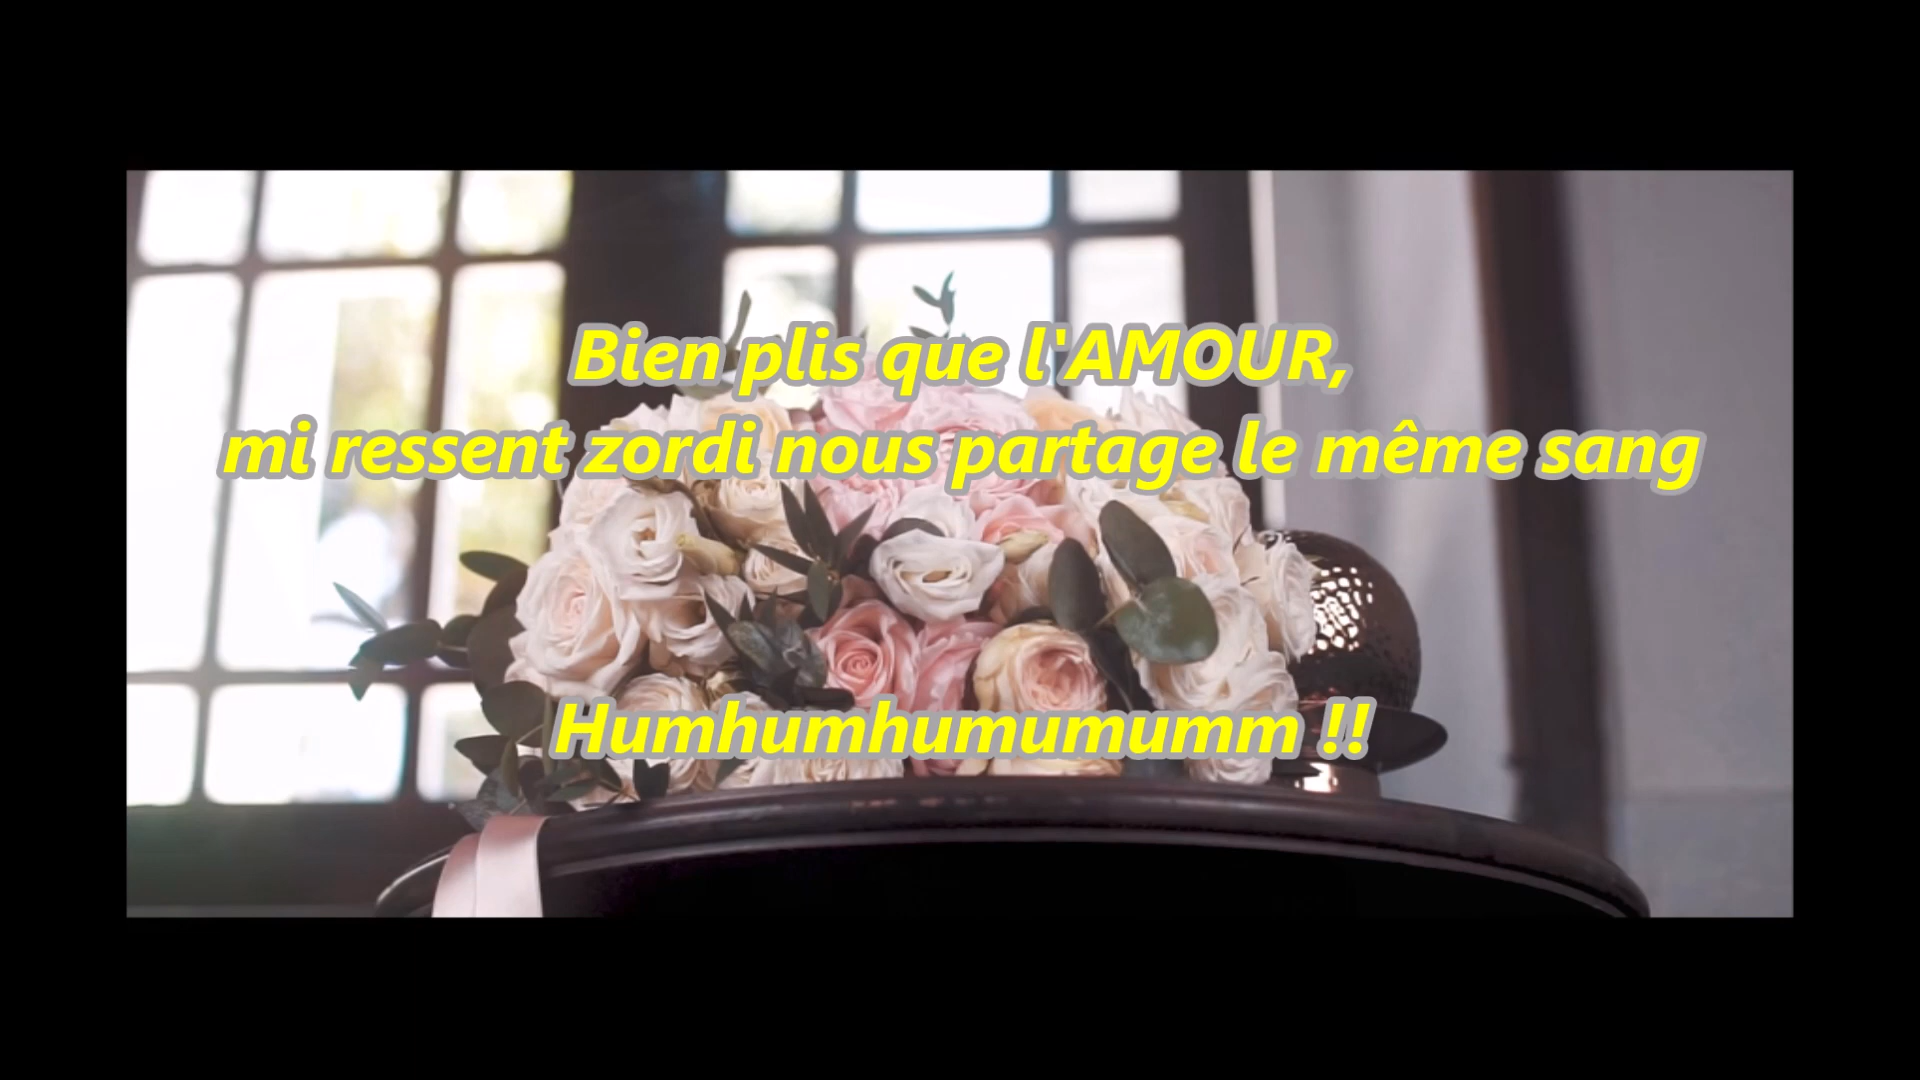 Bien plis que l'AMOUR,
mi ressent zordi nous partage le même sang
Humhumhumumumm !!